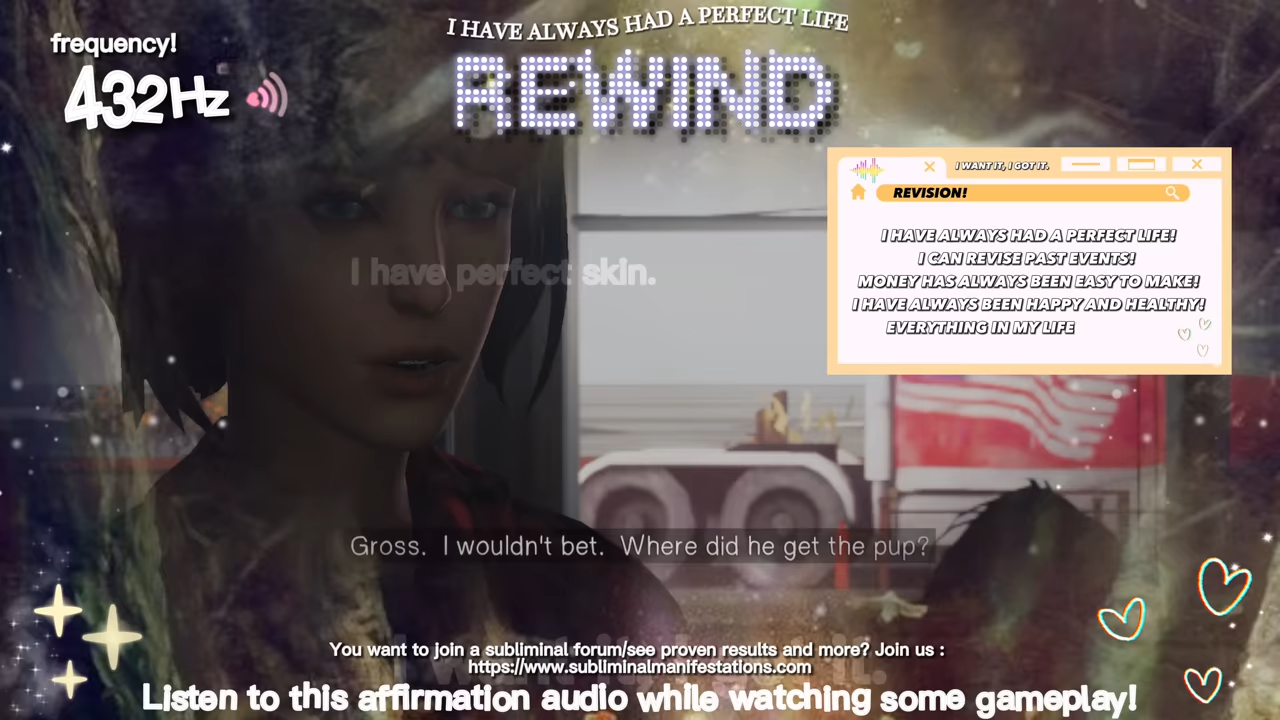 I HAVE ALWAYS HAD A PERFECT LIFE
frequency!
432Hz
REWIND
I WANT IT, I GOT IT.
REVISION!
I HAVE ALWAYS HAD A PERFECT LIFE!
I CAN REVISE PAST EVENTS!
MONEY HAS ALWAYS BEEN EASY TO MAKE!
I HAVE ALWAYS BEEN HAPPY AND HEALTHY!
EVERYTHING IN MY LIFE
I have perfect skin.
Gross. I wouldn't bet. Where did he get the pup?
You want to join a subliminal forum/see proven results and more? Join us :
https://www.subliminalmanifestations.com
Listen to this affirmation audio while watching some gameplay!